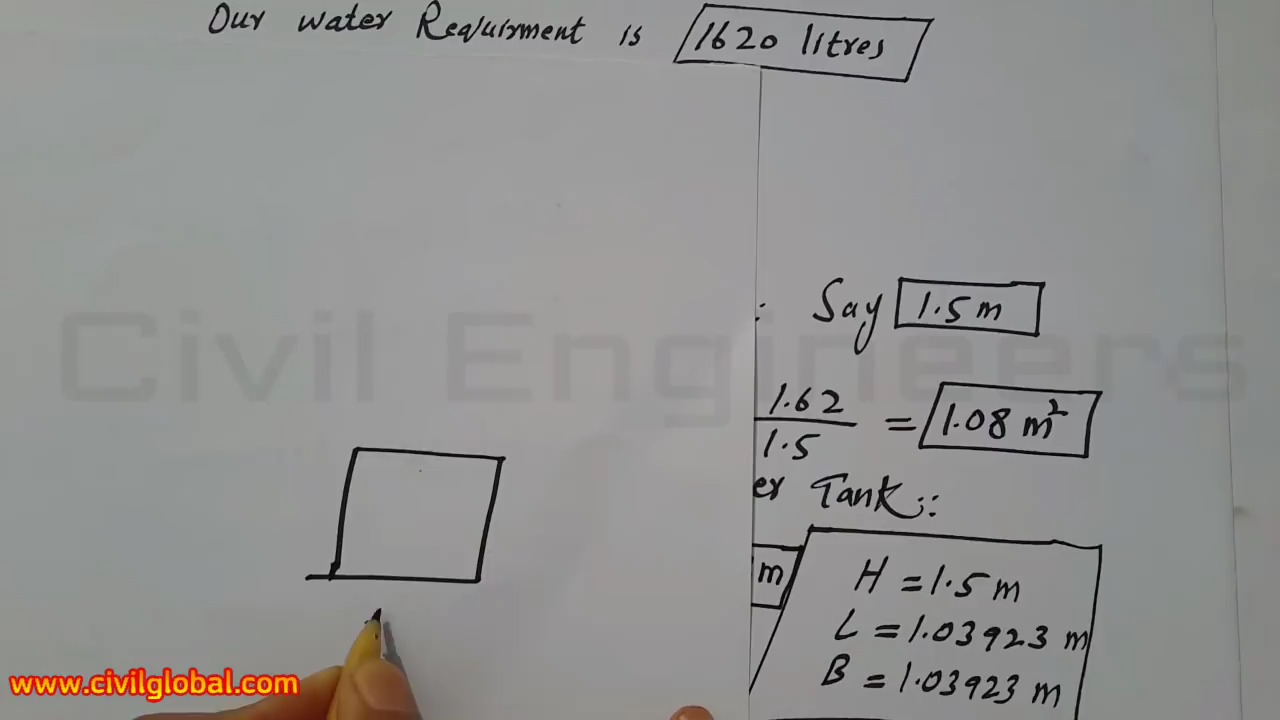 Our water Requirment is 1620 litres
: Say 1.5 m
1.62
1.5
= 1.08 m²
er Tank ::
m
H = 1.5 m
L = 1.03923 m
B = 1.03923 m
Civil Engineers
www.civilglobal.com